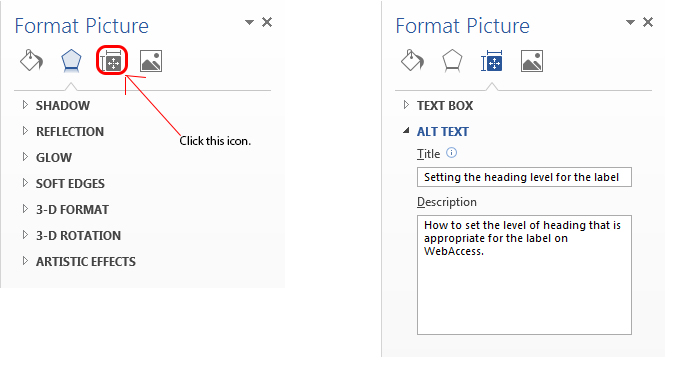 Format Picture
SHADOW
REFLECTION
GLOW
SOFT EDGES
3-D FORMAT
3-D ROTATION
ARTISTIC EFFECTS
Click this icon.
Format Picture
TEXT BOX
ALT TEXT
Title
Setting the heading level for the label
Description
How to set the level of heading that is
appropriate for the label on
WebAccess.